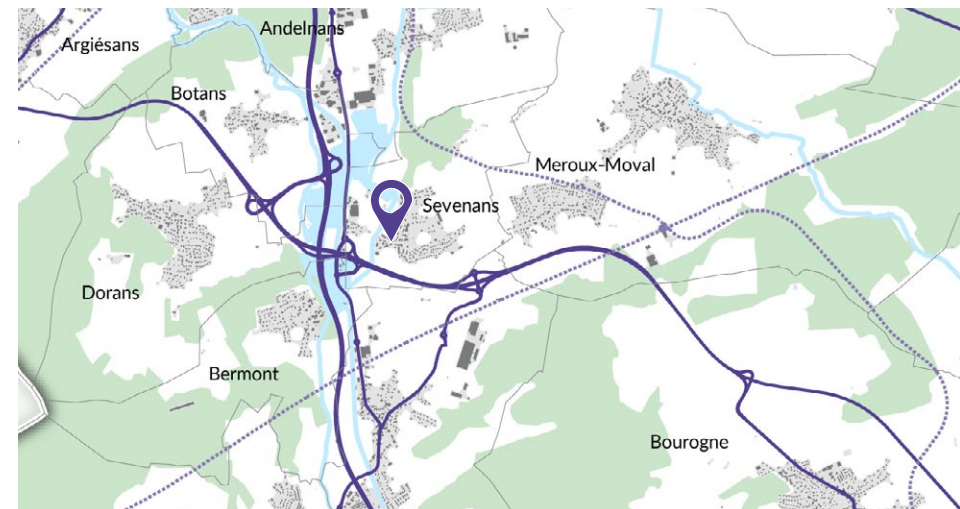 Andelnans
Argiésans
Botans
Meroux-Moval
Sevenans
Dorans
Bermont
Bourogne